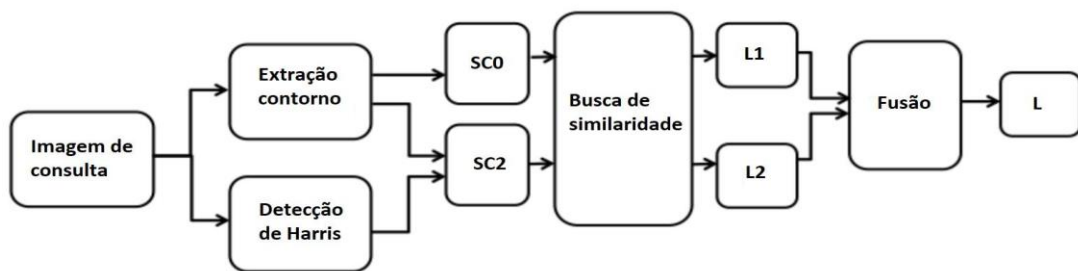 Imagem de
consulta
Extração
contorno
Detecção
de Harris
SC0
SC2
Busca de
similaridade
L1
L2
Fusão
L